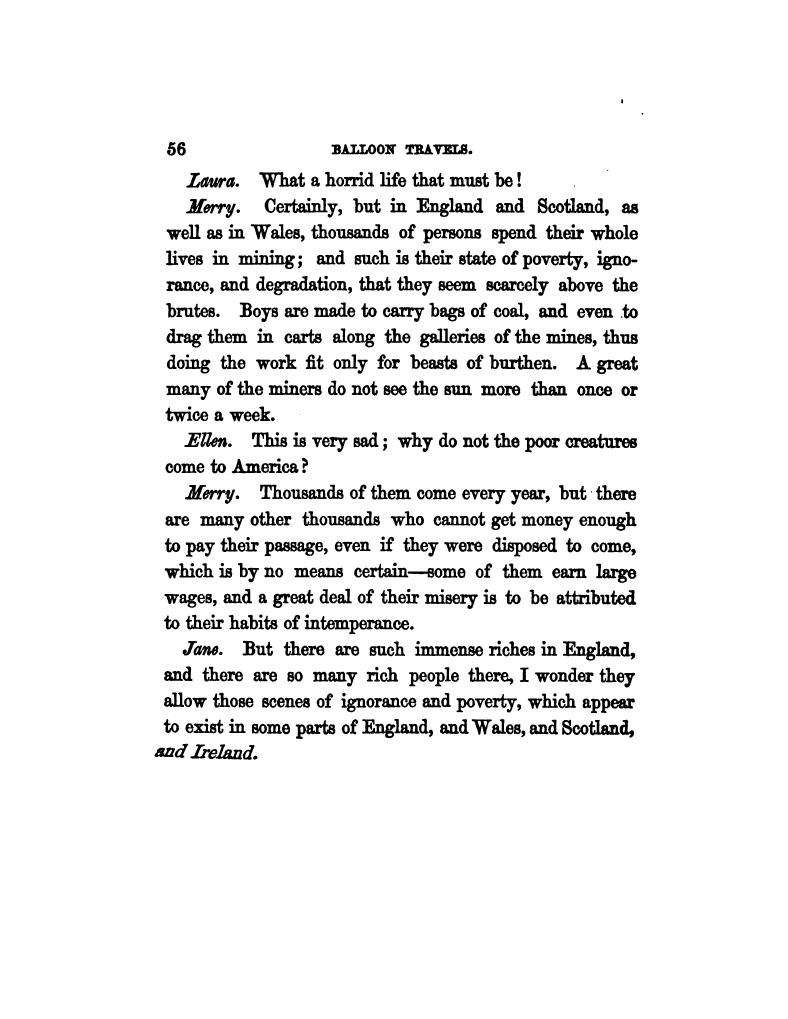 56 BALLOON TRAVELS.
Laura. What a horrid life that must be!
Merry. Certainly, but in England and Scotland, as
well as in Wales, thousands of persons spend their whole
lives in mining; and such is their state of poverty, igno-
rance, and degradation, that they seem scarcely above the
brutes. Boys are made to carry bags of coal, and even to
drag them in carts along the galleries of the mines, thus
doing the work fit only for beasts of burthen. A great
many of the miners do not see the sun more than once or
twice a week.
Ellen. This is very sad; why do not the poor creatures
come to America?
Merry. Thousands of them come every year, but there
are many other thousands who cannot get money enough
to pay their passage, even if they were disposed to come,
which is by no means certain—some of them earn large
wages, and a great deal of their misery is to be attributed
to their habits of intemperance.
Jane. But there are such immense riches in England,
and there are so many rich people there, I wonder they
allow those scenes of ignorance and poverty, which appear
to exist in some parts of England, and Wales, and Scotland,
and Ireland.